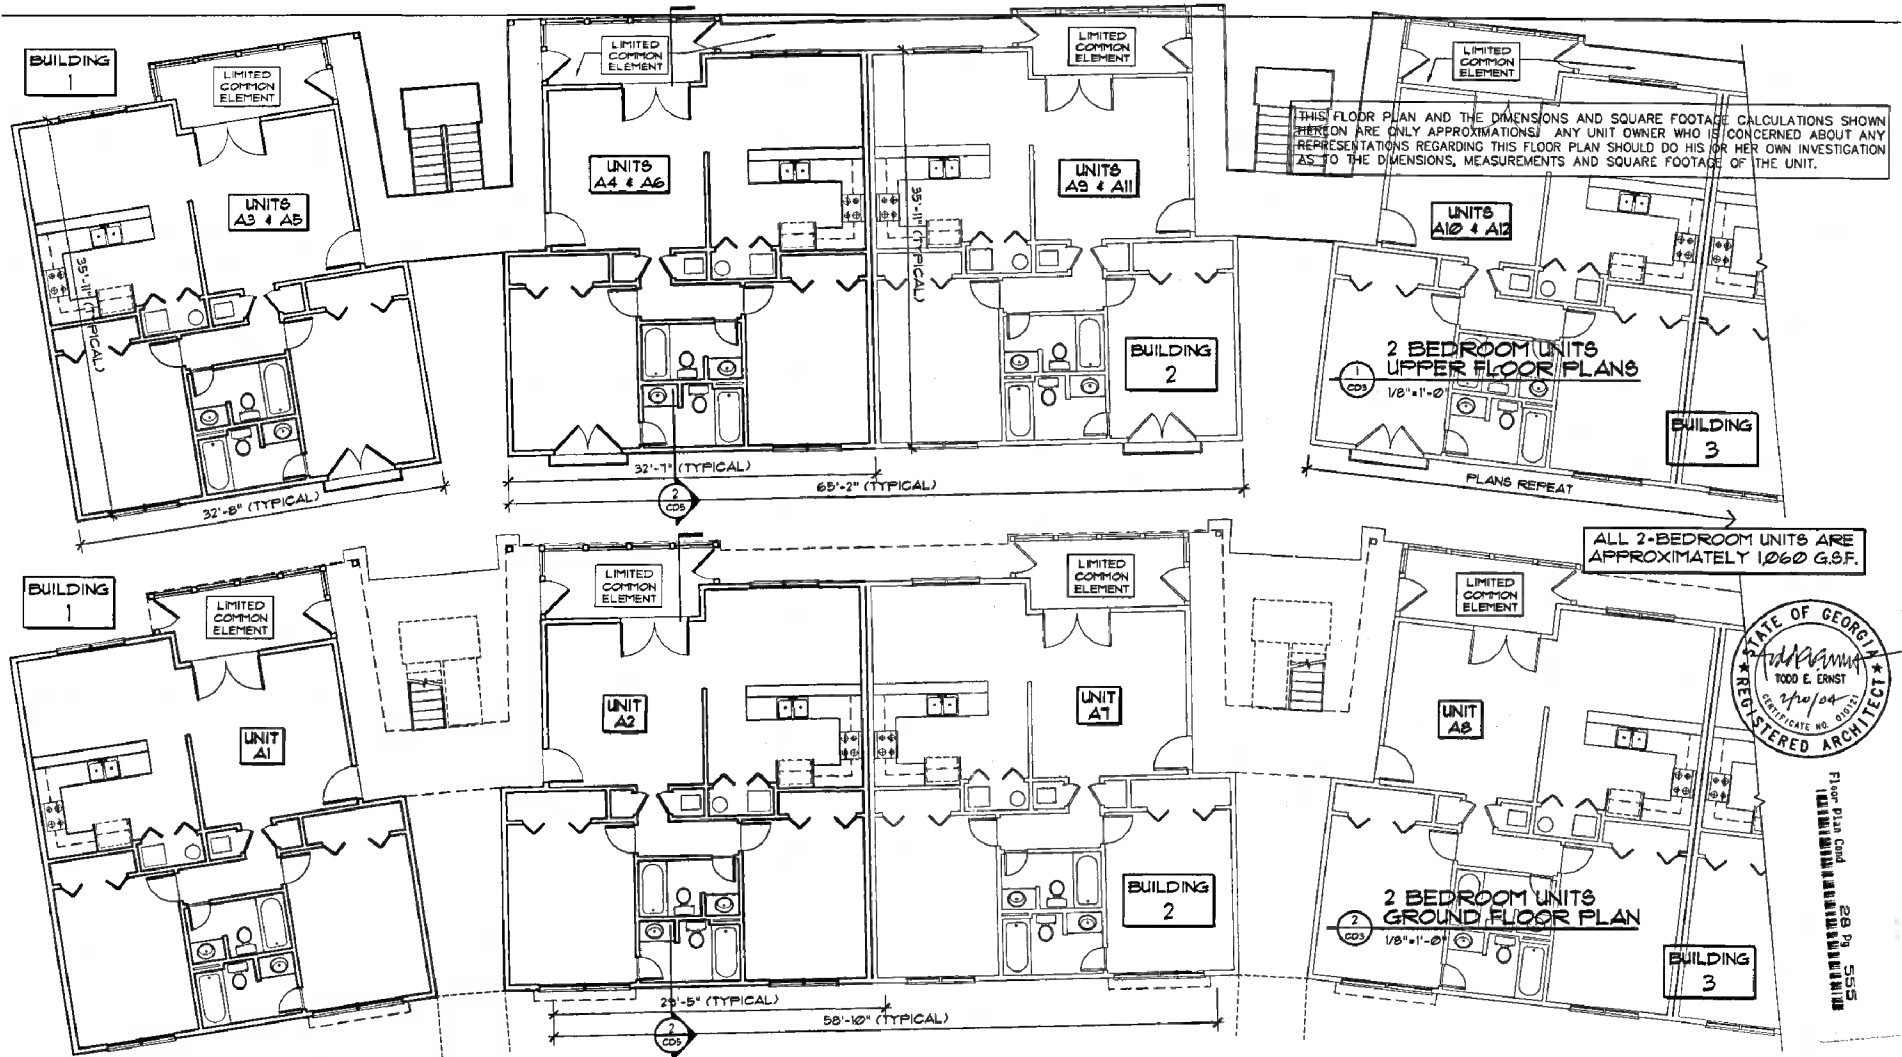 BUILDING
1
LIMITED
COMMON
ELEMENT
LIMITED
COMMON
ELEMENT
LIMITED
COMMON
ELEMENT
LIMITED
COMMON
ELEMENT
THIS FLOOR PLAN AND THE DIMENSIONS AND SQUARE FOOTAGE CALCULATIONS SHOWN
HEREON ARE ONLY APPROXIMATIONS. ANY UNIT OWNER WHO IS CONCERNED ABOUT ANY
REPRESENTATIONS REGARDING THIS FLOOR PLAN SHOULD DO HIS OR HER OWN INVESTIGATION
AS TO THE DIMENSIONS, MEASUREMENTS AND SQUARE FOOTAGE OF THE UNIT.
UNITS
A3 & A5
UNITS
A4 & A6
UNITS
A9 & A11
UNITS
A10 & A12
35'-11" (TYPICAL)
35'-11" (TYPICAL)
BUILDING
2
1
CD3
2 BEDROOM UNITS
UPPER FLOOR PLANS
1/8"=1'-0"
BUILDING
3
32'-8" (TYPICAL)
32'-7" (TYPICAL)
65'-2" (TYPICAL)
2
CD5
PLANS REPEAT
ALL 2-BEDROOM UNITS ARE
APPROXIMATELY 1,060 G.S.F.
BUILDING
1
LIMITED
COMMON
ELEMENT
LIMITED
COMMON
ELEMENT
LIMITED
COMMON
ELEMENT
LIMITED
COMMON
ELEMENT
UNIT
A1
UNIT
A2
UNIT
A7
UNIT
A8
STATE OF GEORGIA
TODD E. ERNST
2/20/04
CERTIFICATE NO. 010121
REGISTERED ARCHITECT
Floor Plan Cond
28 Pg 555
BUILDING
2
2
CD3
2 BEDROOM UNITS
GROUND FLOOR PLAN
1/8"=1'-0"
BUILDING
3
29'-5" (TYPICAL)
58'-10" (TYPICAL)
2
CD5